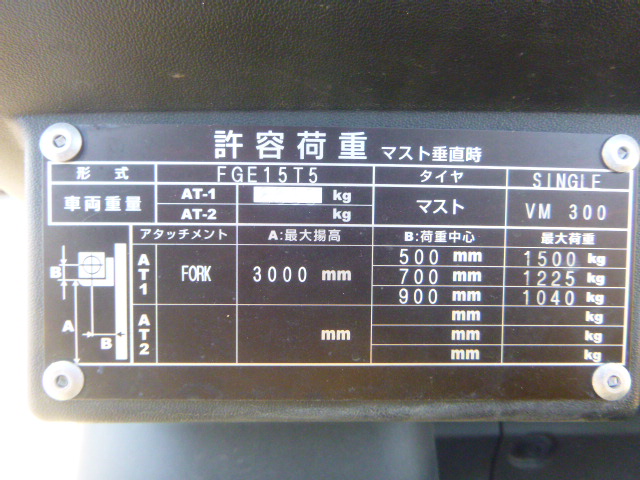 許容荷重 マスト垂直時
形式 FGE15T5 タイヤ SINGLE
車両重量 AT-1 kg マスト VM 300
AT-2 kg
アタッチメント A:最大揚高 B:荷重中心 最大荷重
AT1 FORK 3000 mm 500 mm 1500 kg
700 mm 1225 kg
900 mm 1040 kg
AT2 mm mm kg
mm kg
mm kg
B
A
B